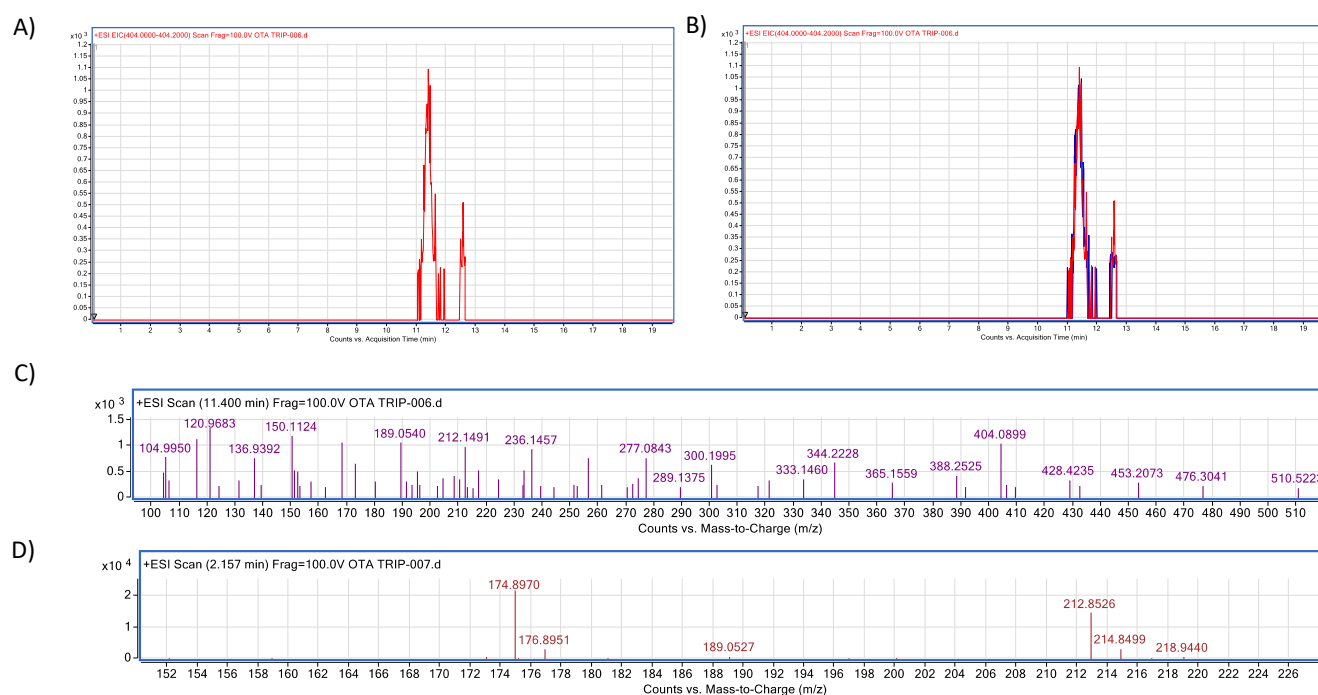 A)
+ESI EIC(404.0000-404.2000) Scan Frag=100.0V OTA TRIP-006.d
x10 3
1
1.2
1.15
1.1
1.05
1
0.95
0.9
0.85
0.8
0.75
0.7
0.65
0.6
0.55
0.5
0.45
0.4
0.35
0.3
0.25
0.2
0.15
0.1
0.05
0
1 2 3 4 5 6 7 8 9 10 11 12 13 14 15 16 17 18 19
Counts vs. Acquisition Time (min)
B)
+ESI EIC(404.0000-404.2000) Scan Frag=100.0V OTA TRIP-006.d
x10 3
1
1.2
1.15
1.1
1.05
1
0.95
0.9
0.85
0.8
0.75
0.7
0.65
0.6
0.55
0.5
0.45
0.4
0.35
0.3
0.25
0.2
0.15
0.1
0.05
0
1 2 3 4 5 6 7 8 9 10 11 12 13 14 15 16 17 18 19
Counts vs. Acquisition Time (min)
C)
+ESI Scan (11.400 min) Frag=100.0V OTA TRIP-006.d
x10 3
1.5
1
0.5
0
104.9950 120.9683 136.9392 150.1124 189.0540 212.1491 236.1457 277.0843 289.1375 300.1995 333.1460 344.2228 365.1559 388.2525 404.0899 428.4235 453.2073 476.3041 510.5223
100 110 120 130 140 150 160 170 180 190 200 210 220 230 240 250 260 270 280 290 300 310 320 330 340 350 360 370 380 390 400 410 420 430 440 450 460 470 480 490 500 510
Counts vs. Mass-to-Charge (m/z)
D)
+ESI Scan (2.157 min) Frag=100.0V OTA TRIP-007.d
x10 4
2
1
0
174.8970 176.8951 189.0527 212.8526 214.8499 218.9440
152 154 156 158 160 162 164 166 168 170 172 174 176 178 180 182 184 186 188 190 192 194 196 198 200 202 204 206 208 210 212 214 216 218 220 222 224 226
Counts vs. Mass-to-Charge (m/z)